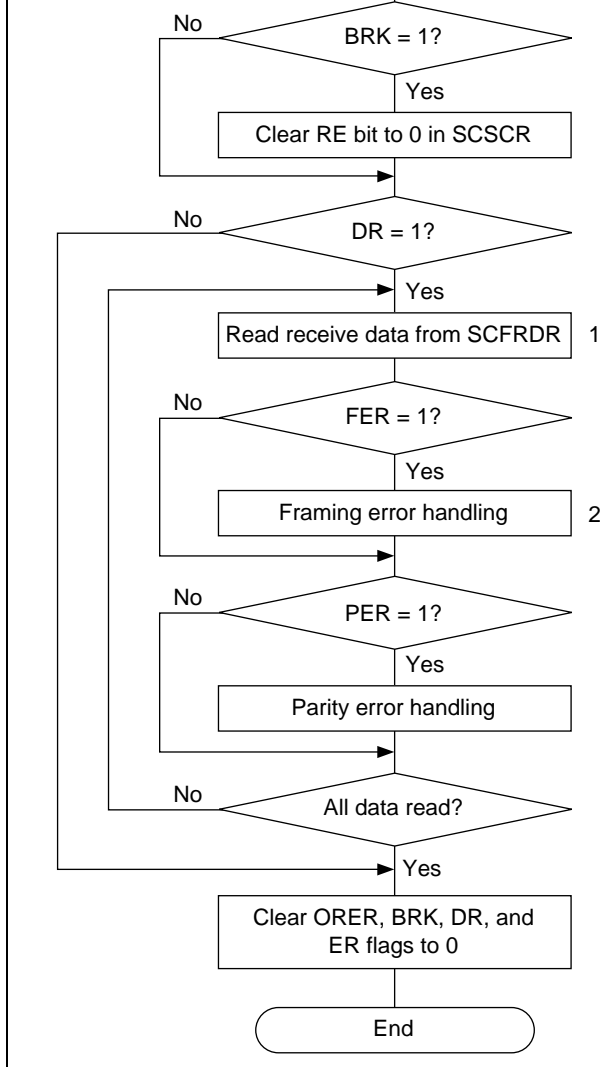 No
BRK = 1?
Yes
Clear RE bit to 0 in SCSCR
No
DR = 1?
Yes
Read receive data from SCFRDR 1
No
FER = 1?
Yes
Framing error handling 2
No
PER = 1?
Yes
Parity error handling
No
All data read?
Yes
Clear ORER, BRK, DR, and
ER flags to 0
End